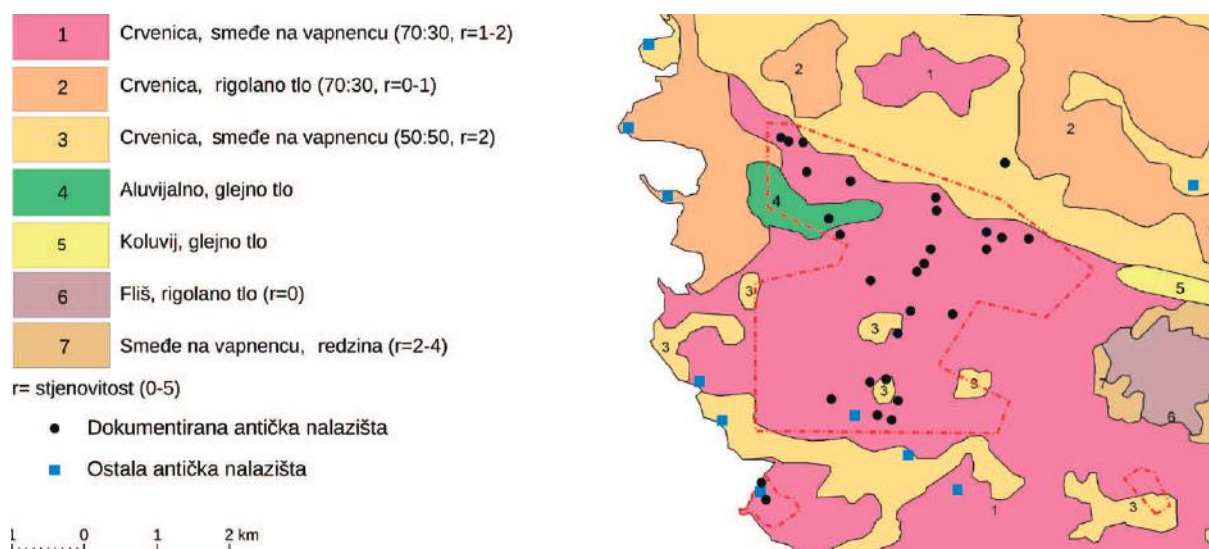 1 Crvenica, smeđe na vapnencu (70:30, r=1-2)
2 Crvenica, rigolano tlo (70:30, r=0-1)
3 Crvenica, smeđe na vapnencu (50:50, r=2)
4 Aluvijalno, glejno tlo
5 Koluvij, glejno tlo
6 Fliš, rigolano tlo (r=0)
7 Smeđe na vapnencu, redzina (r=2-4)
r= stjenovitost (0-5)
Dokumentirana antička nalazišta
Ostala antička nalazišta
1 0 1 2 km
2
1
2
4
5
3
3
3
7
3
3
6
3
1